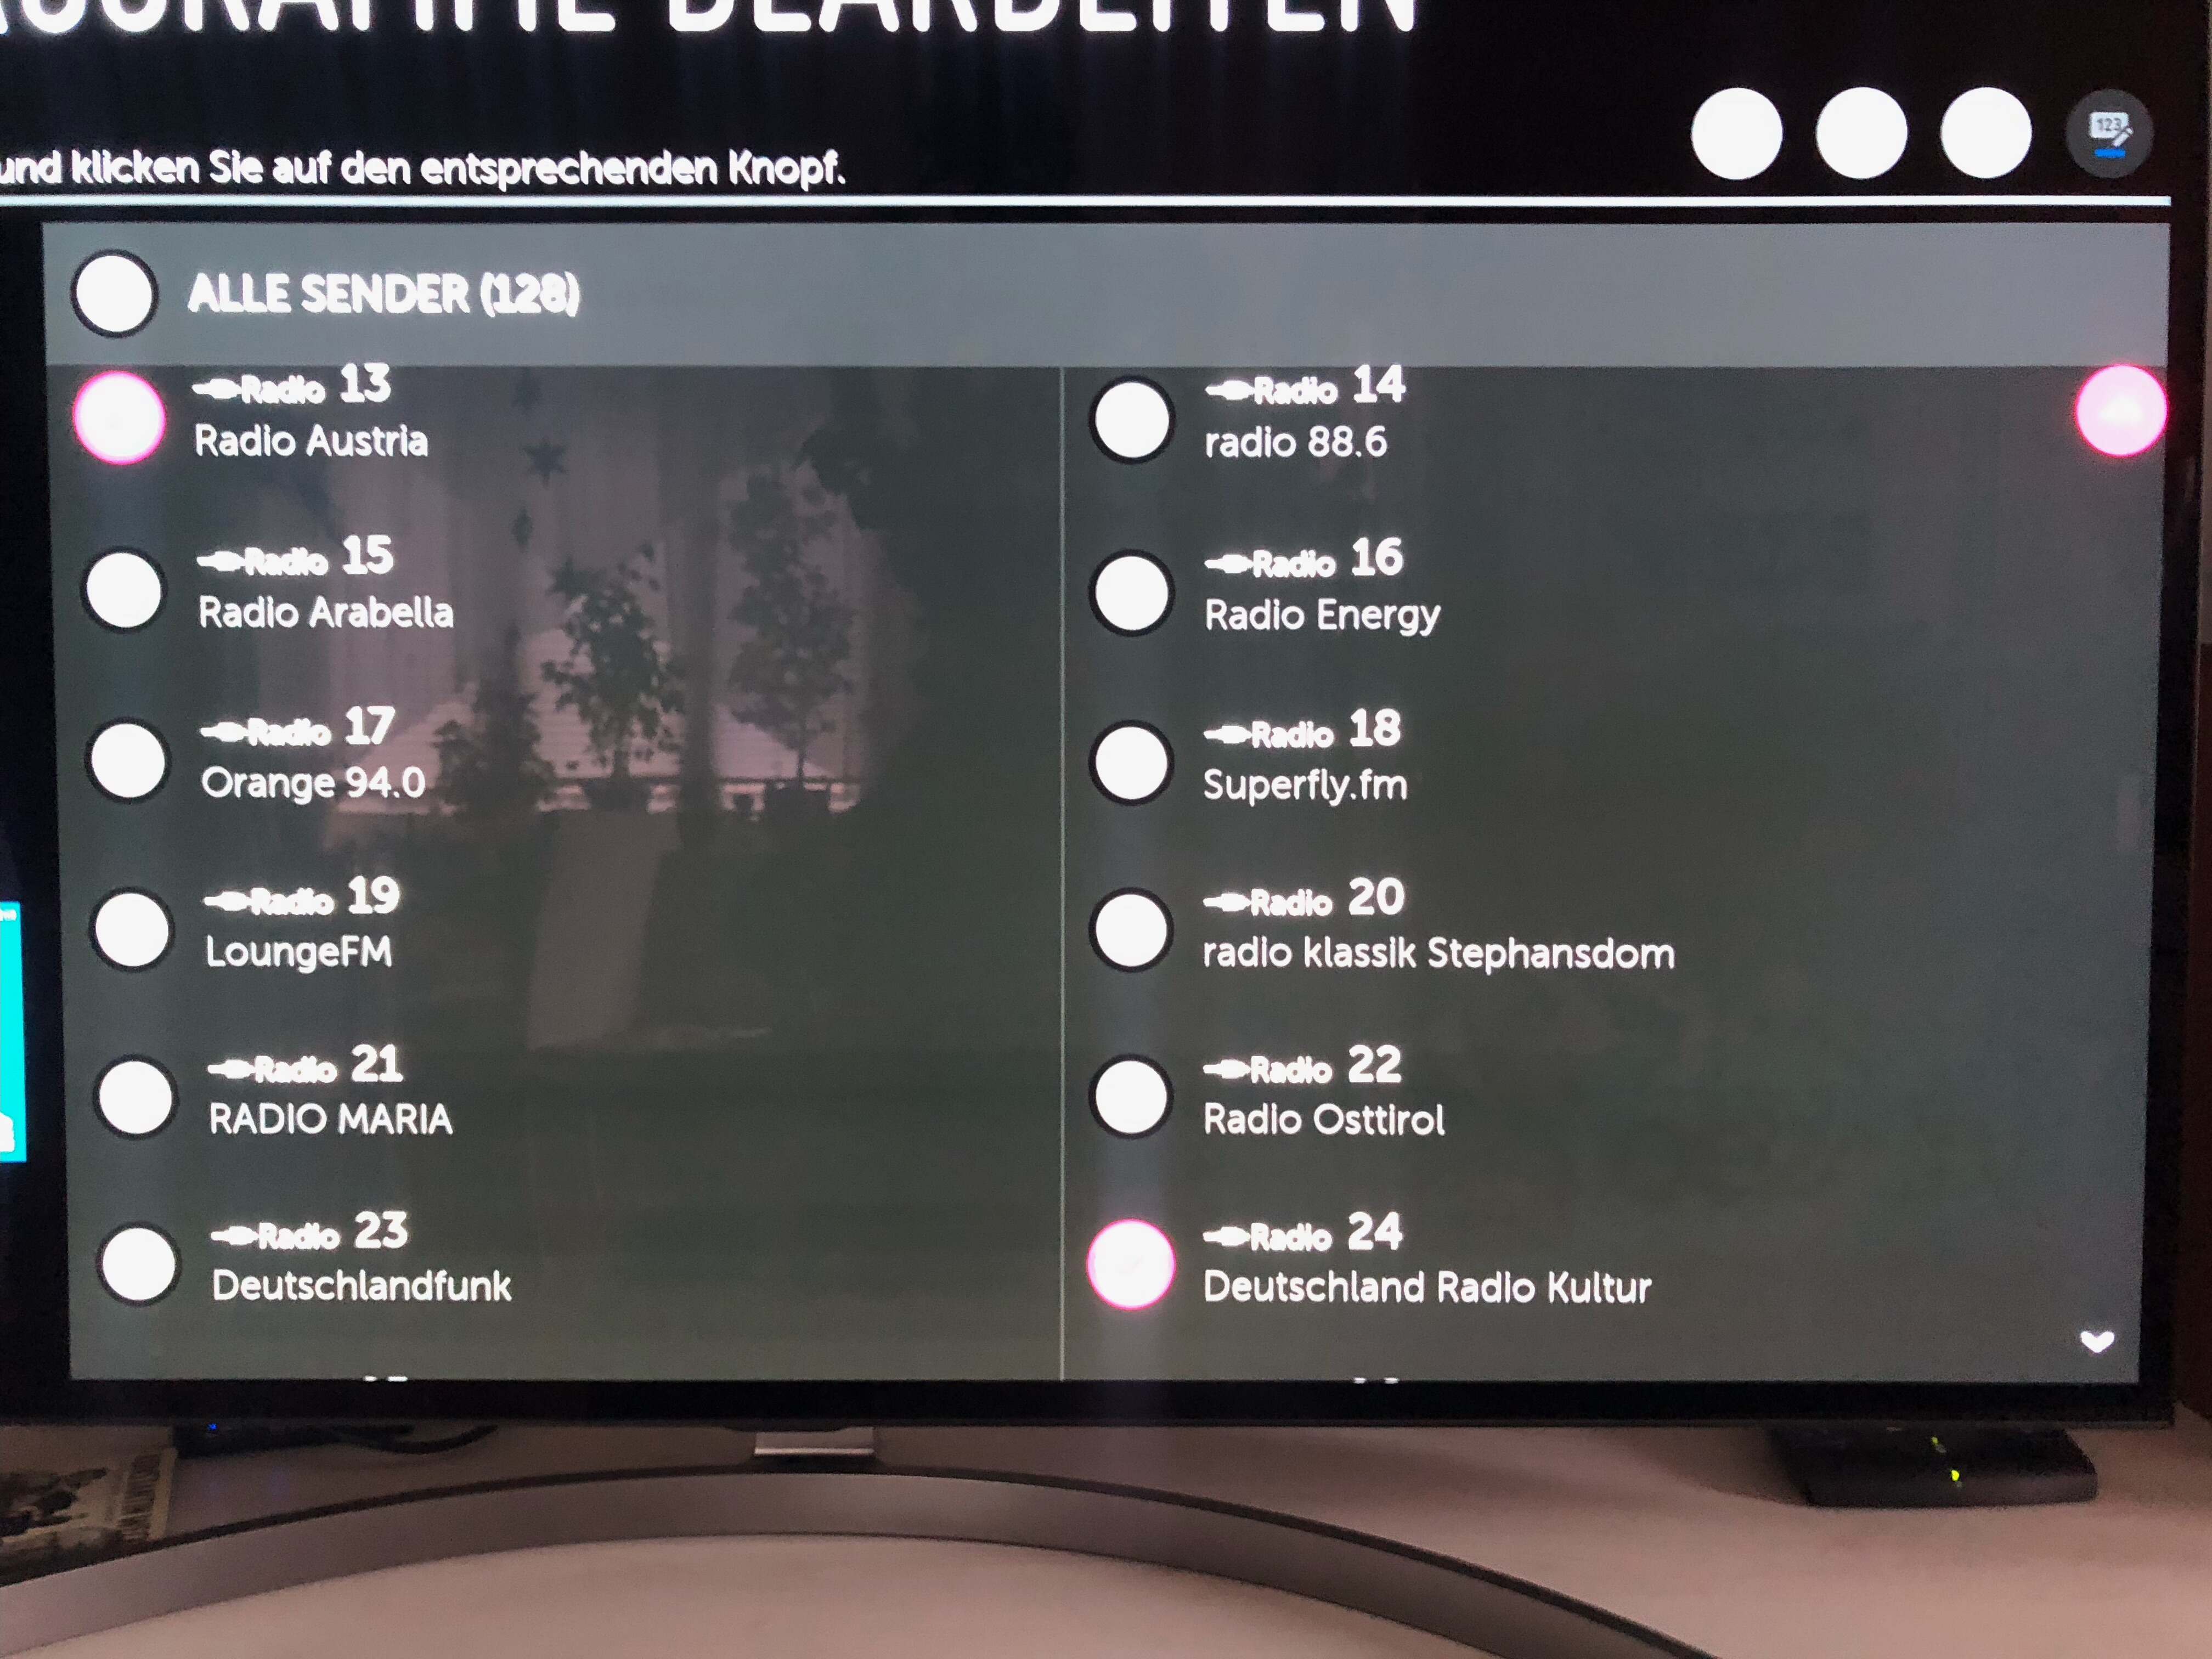 BEARBEITEN
und klicken Sie auf den entsprechenden Knopf.
123
ALLE SENDER (128)
Radio 13
Radio Austria
Radio 14
radio 88.6
Radio 15
Radio Arabella
Radio 16
Radio Energy
Radio 17
Orange 94.0
Radio 18
Superfly.fm
Radio 19
LoungeFM
Radio 20
radio klassik Stephansdom
Radio 21
RADIO MARIA
Radio 22
Radio Osttirol
Radio 23
Deutschlandfunk
Radio 24
Deutschland Radio Kultur